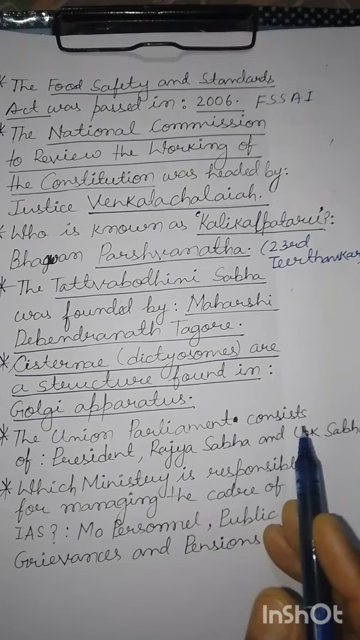 * The Food Safety and Standards
Act was passed in: 2006. FSSAI
* The National Commission
to Review the Working of
the Constitution was headed by:
Justice Venkalachalaiah.
* Who is known as "Kalikalpataru"?:
Bhagwan Parshvanatha. (23rd
Teerthankar
* The Tattvabodhini Sabha
was founded by: Maharshi
Debendranath Tagore.
* Cisternae (dictyosomes) are
a structure found in:
Golgi apparatus.
* The Union Parliament consists
of: President, Rajya Sabha and Lok Sabh
* Which Ministry is responsibl
for managing the cadre of
IAS?: Mo Personnel, Public
Grievances and Pensions
InShOt